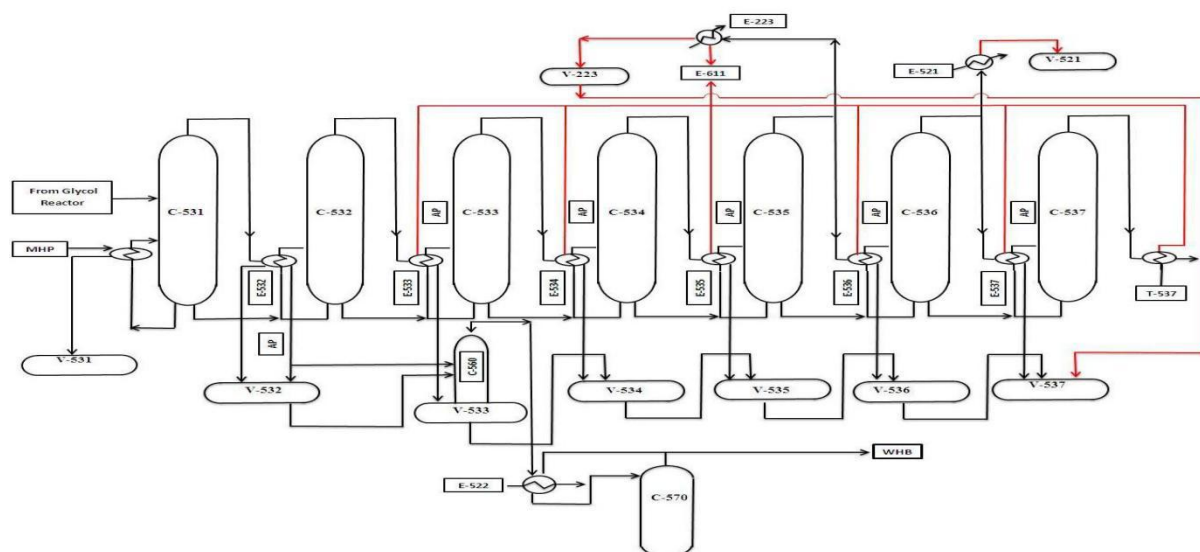 E-223
V-223
E-611
E-521
V-521
From Glycol
Reactor
C-531
C-532
C-533
C-534
C-535
C-536
C-537
AP
AP
AP
AP
AP
MHP
E-532
E-533
E-534
E-535
E-536
E-537
T-537
AP
V-531
V-532
C-560
V-533
V-534
V-535
V-536
V-537
WHB
E-522
C-570